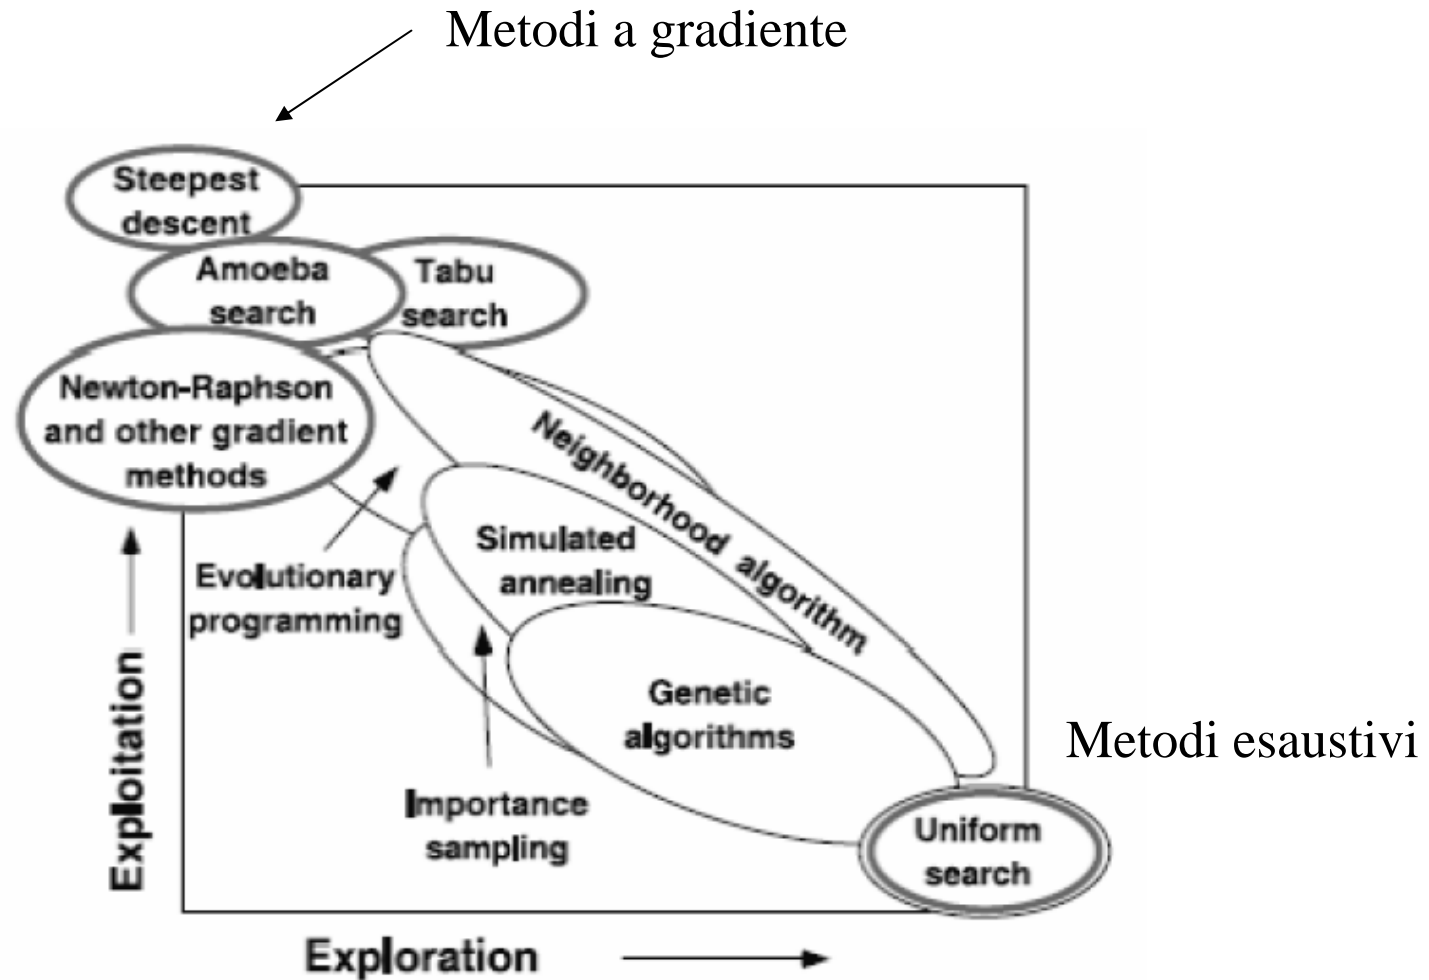 Metodi a gradiente
Steepest
descent
Amoeba
search
Tabu
search
Newton-Raphson
and other gradient
methods
Neighborhood algorithm
Simulated
annealing
Evolutionary
programming
Genetic
algorithms
Metodi esaustivi
Importance
sampling
Uniform
search
Exploitation
Exploration